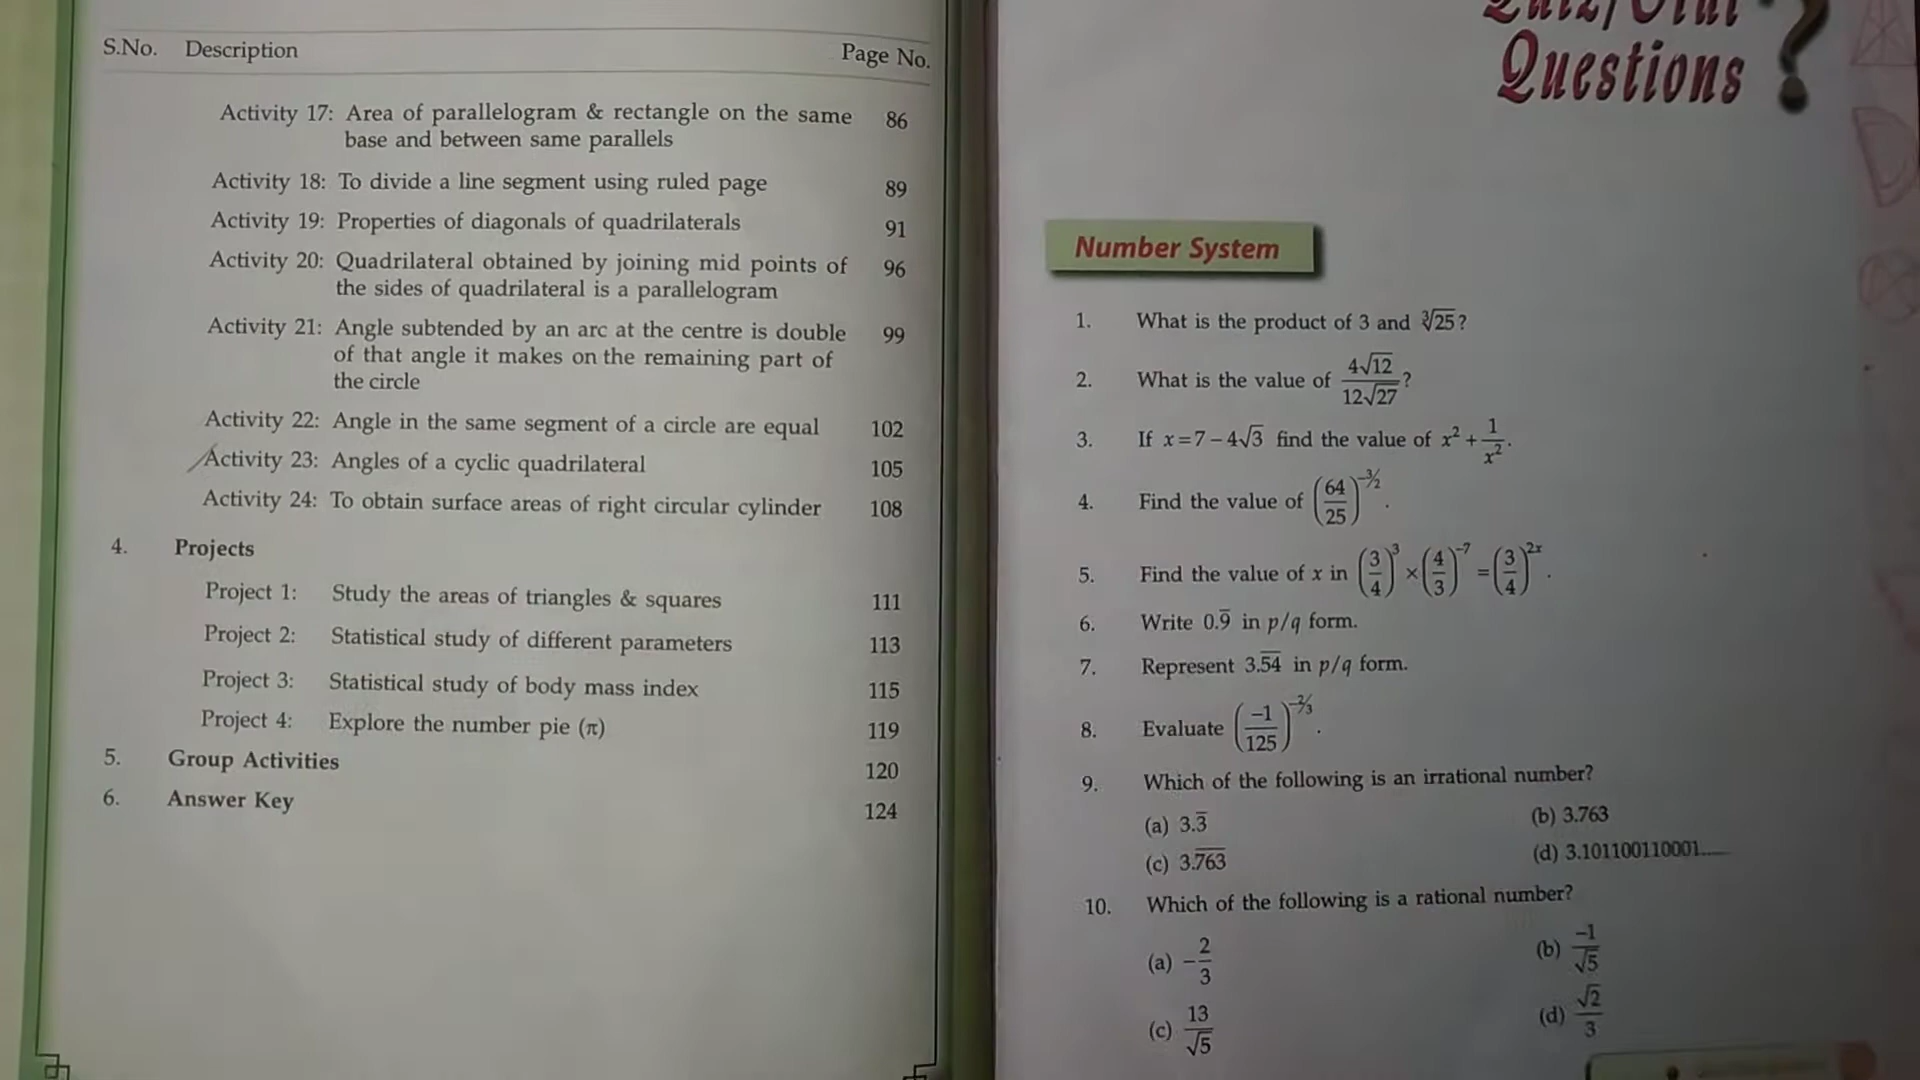 S.No. Description Page No.
Activity 17: Area of parallelogram & rectangle on the same 86
base and between same parallels
Activity 18: To divide a line segment using ruled page 89
Activity 19: Properties of diagonals of quadrilaterals 91
Activity 20: Quadrilateral obtained by joining mid points of 96
the sides of quadrilateral is a parallelogram
Activity 21: Angle subtended by an arc at the centre is double 99
of that angle it makes on the remaining part of
the circle
Activity 22: Angle in the same segment of a circle are equal 102
Activity 23: Angles of a cyclic quadrilateral 105
Activity 24: To obtain surface areas of right circular cylinder 108
4. Projects
Project 1: Study the areas of triangles & squares 111
Project 2: Statistical study of different parameters 113
Project 3: Statistical study of body mass index 115
Project 4: Explore the number pie (π) 119
5. Group Activities 120
6. Answer Key 124
Quiz/Oral
Questions ?
Number System
1. What is the product of 3 and ∛25?
2. What is the value of 4√12/12√27?
3. If x=7–4√3 find the value of x² + 1/x².
4. Find the value of (64/25)^(–3/2).
5. Find the value of x in (3/4)^3 × (4/3)^(–7) = (3/4)^(2x).
6. Write 0.9̅ in p/q form.
7. Represent 3.5̅4̅ in p/q form.
8. Evaluate (–1/125)^(–2/3).
9. Which of the following is an irrational number?
(a) 3.3̅ (b) 3.763
(c) 3.7̅6̅3̅ (d) 3.101100110001......
10. Which of the following is a rational number?
(a) –2/3 (b) –1/√5
(c) 13/√5 (d) √2/3